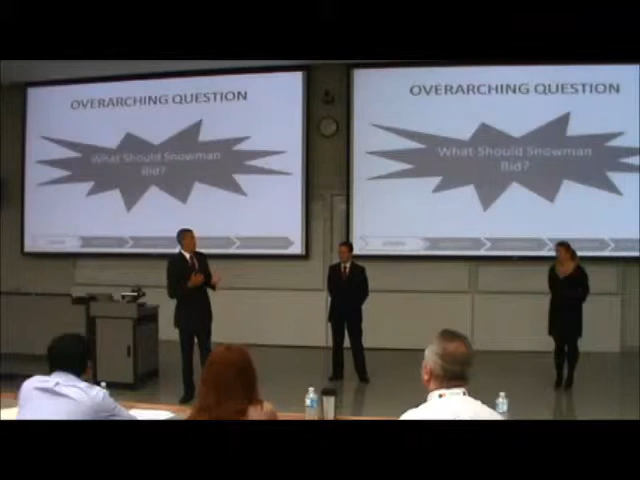 OVERARCHING QUESTION
What Should Snowman
Bid?
OVERARCHING QUESTION
What Should Snowman
Bid?